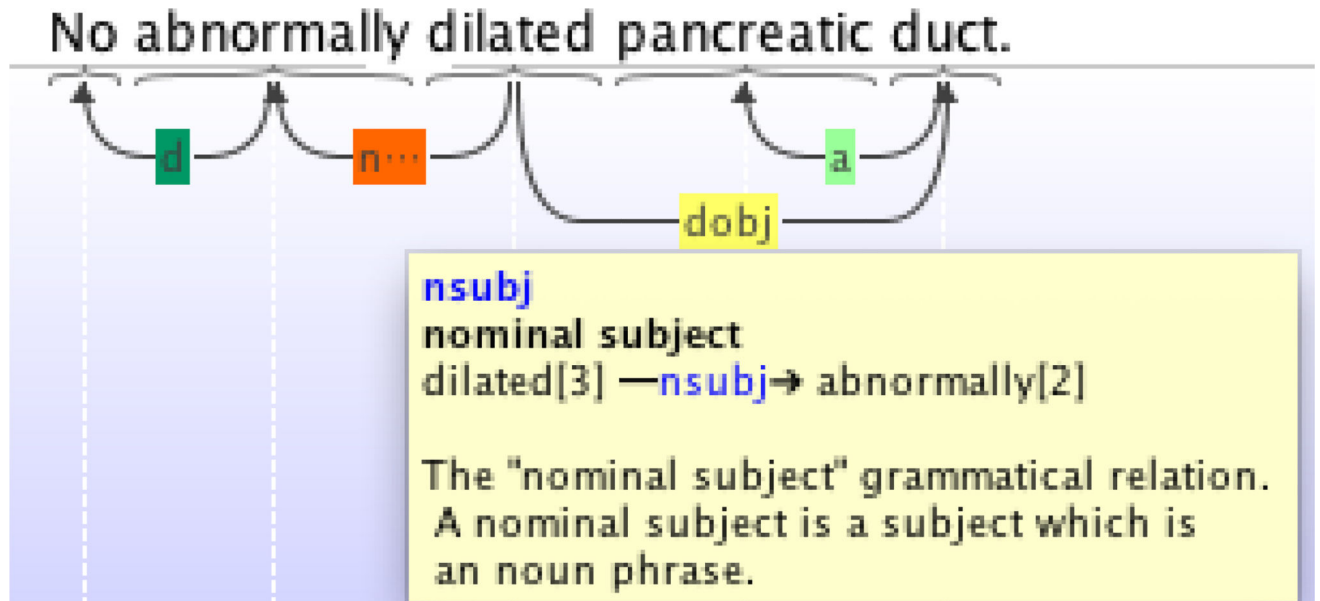 No abnormally dilated pancreatic duct.
d n··· a
dobj
nsubj
nominal subject
dilated[3] —nsubj→ abnormally[2]
The "nominal subject" grammatical relation.
A nominal subject is a subject which is
an noun phrase.